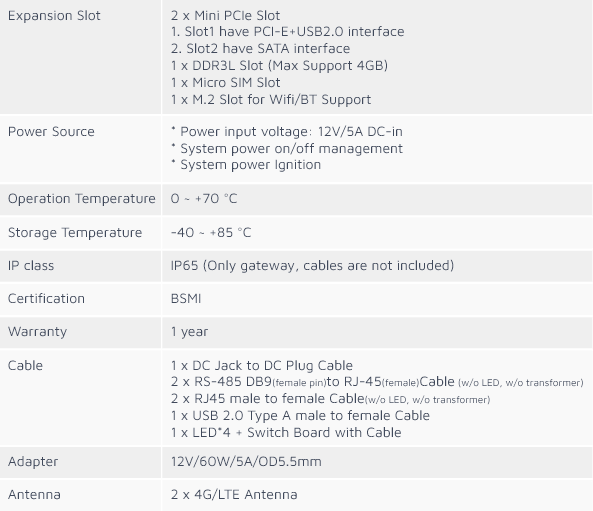 Expansion Slot
2 x Mini PCIe Slot
1. Slot1 have PCI-E+USB2.0 interface
2. Slot2 have SATA interface
1 x DDR3L Slot (Max Support 4GB)
1 x Micro SIM Slot
1 x M.2 Slot for Wifi/BT Support
Power Source
* Power input voltage: 12V/5A DC-in
* System power on/off management
* System power Ignition
Operation Temperature
0 ~ +70 °C
Storage Temperature
-40 ~ +85 °C
IP class
IP65 (Only gateway, cables are not included)
Certification
BSMI
Warranty
1 year
Cable
1 x DC Jack to DC Plug Cable
2 x RS-485 DB9(female pin)to RJ-45(female)Cable (w/o LED, w/o transformer)
2 x RJ45 male to female Cable(w/o LED, w/o transformer)
1 x USB 2.0 Type A male to female Cable
1 x LED*4 + Switch Board with Cable
Adapter
12V/60W/5A/OD5.5mm
Antenna
2 x 4G/LTE Antenna